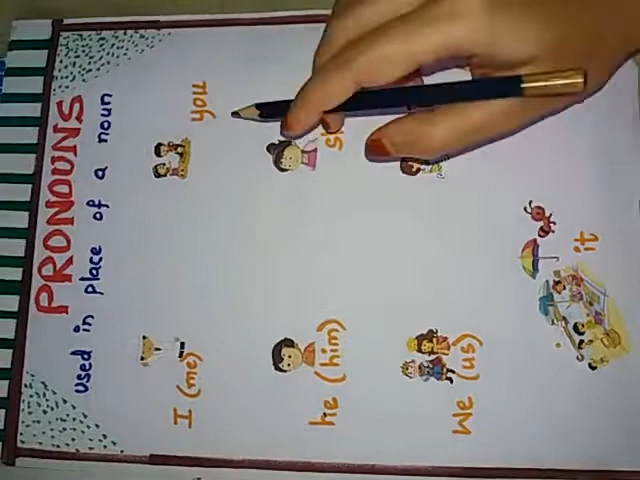 PRONOUNS
used in place of a noun
I (me)
you
he (him)
we (us)
it